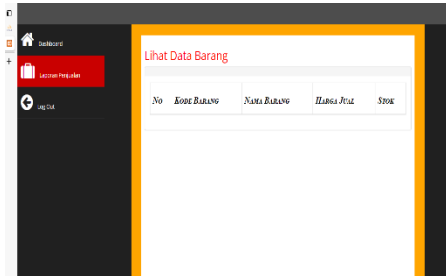 Dashboard
Laporan Penjualan
Log Out
Lihat Data Barang
No Kode Barang Nama Barang Harga Jual Stok